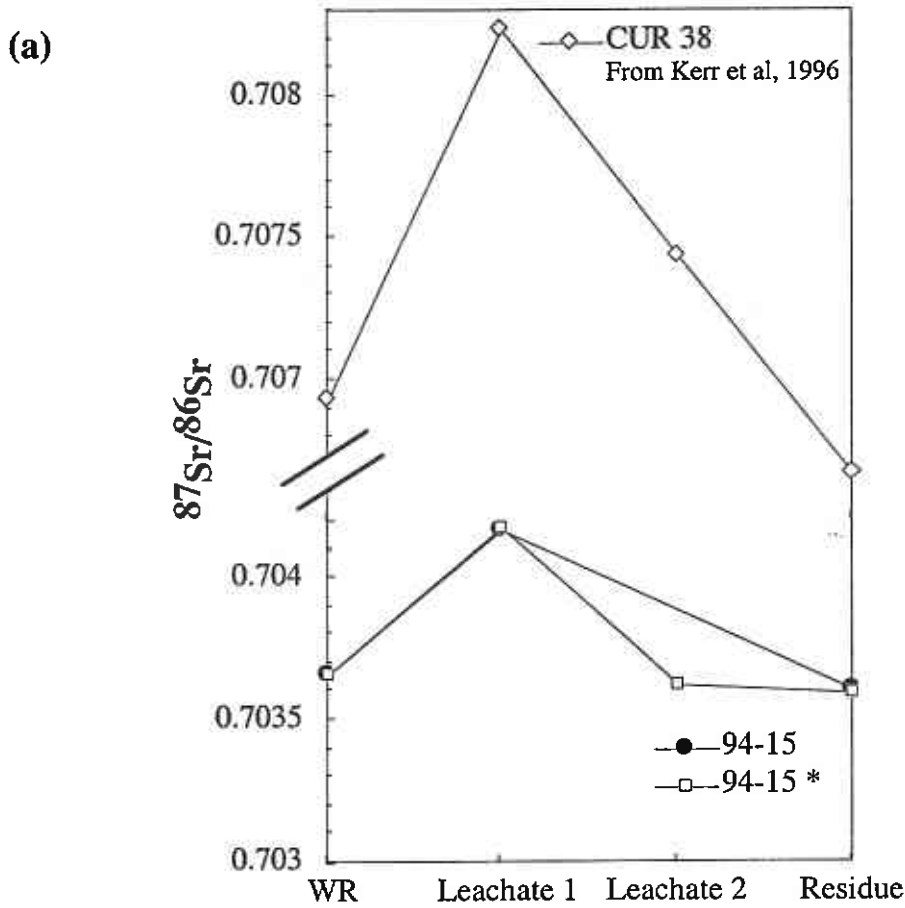 (a)
CUR 38
From Kerr et al, 1996
0.708
0.7075
0.707
87Sr/86Sr
0.704
0.7035
0.703
94-15
94-15 *
WR Leachate 1 Leachate 2 Residue